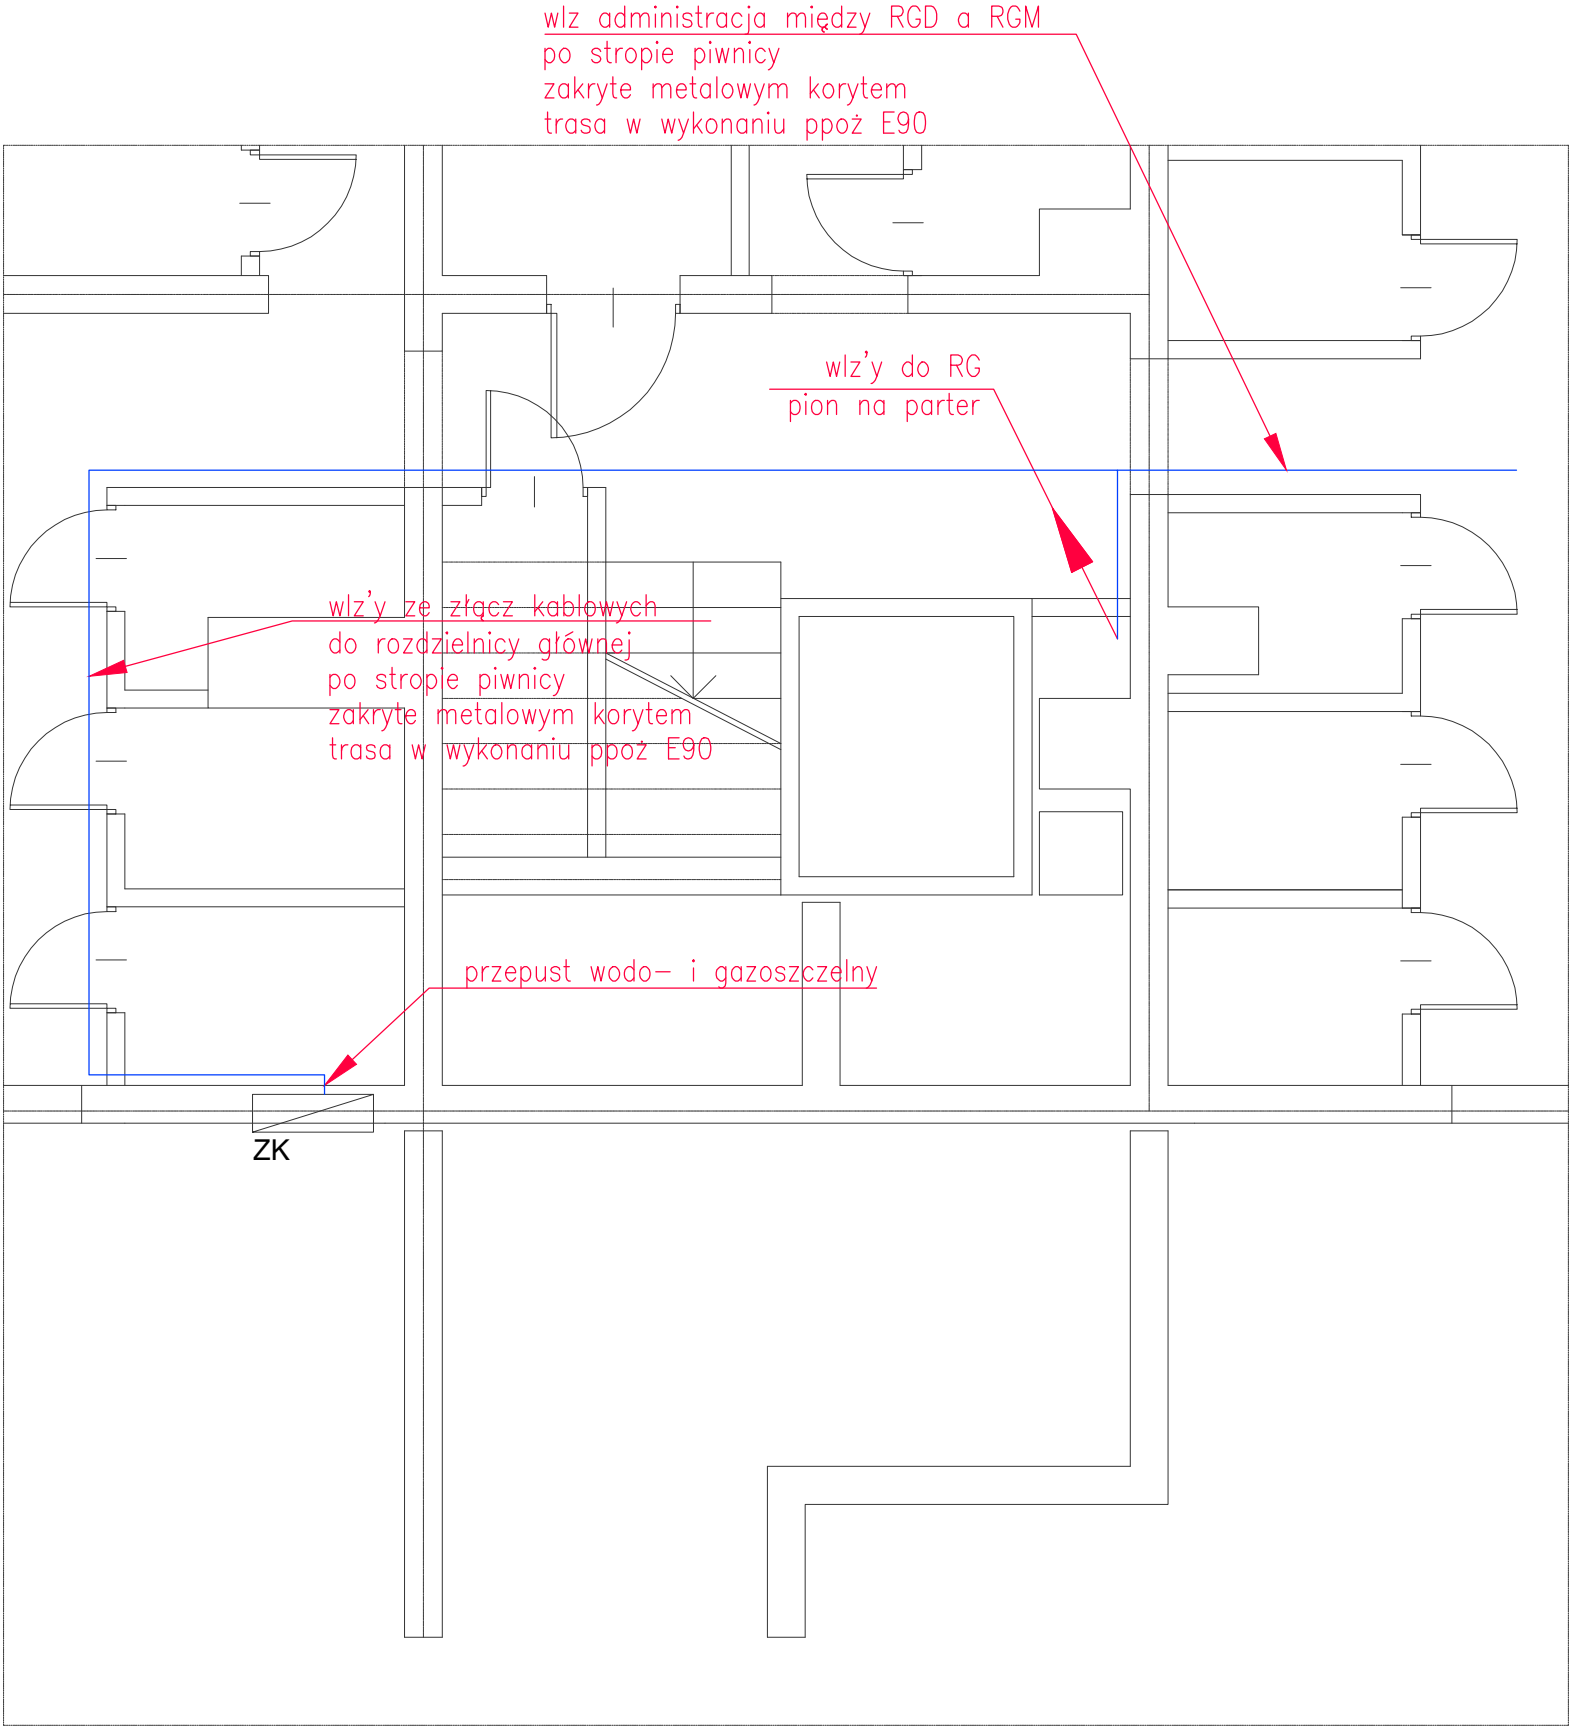 wlz administracja między RGD a RGM
po stropie piwnicy
zakryte metalowym korytem
trasa w wykonaniu ppoż E90
wlz'y do RG
pion na parter
wlz'y ze złącz kablowych
do rozdzielnicy głównej
po stropie piwnicy
zakryte metalowym korytem
trasa w wykonaniu ppoż E90
przepust wodo- i gazoszczelny
ZK